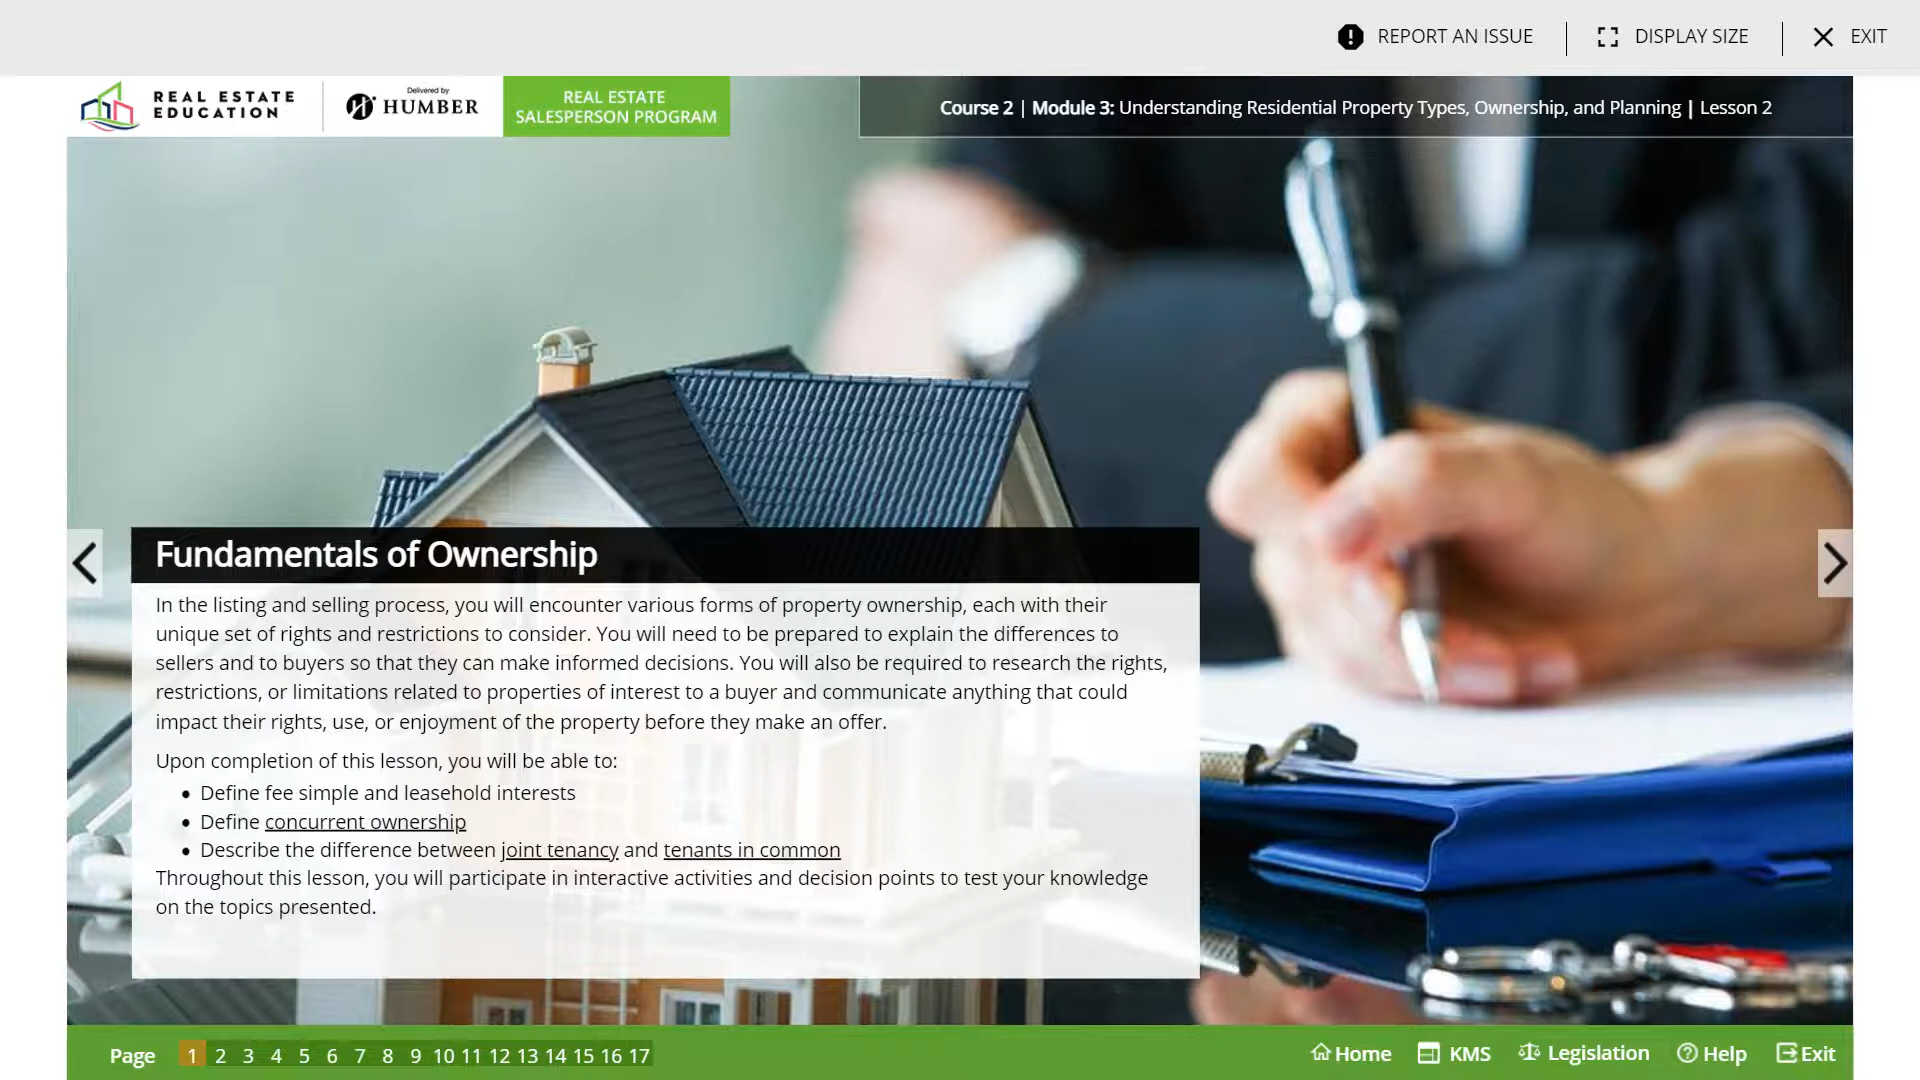 REPORT AN ISSUE
DISPLAY SIZE
EXIT
REAL ESTATE
EDUCATION
Delivered by
HUMBER
REAL ESTATE
SALESPERSON PROGRAM
Course 2 | Module 3: Understanding Residential Property Types, Ownership, and Planning | Lesson 2
Fundamentals of Ownership
In the listing and selling process, you will encounter various forms of property ownership, each with their
unique set of rights and restrictions to consider. You will need to be prepared to explain the differences to
sellers and to buyers so that they can make informed decisions. You will also be required to research the rights,
restrictions, or limitations related to properties of interest to a buyer and communicate anything that could
impact their rights, use, or enjoyment of the property before they make an offer.
Upon completion of this lesson, you will be able to:
• Define fee simple and leasehold interests
• Define concurrent ownership
• Describe the difference between joint tenancy and tenants in common
Throughout this lesson, you will participate in interactive activities and decision points to test your knowledge
on the topics presented.
Page 1 2 3 4 5 6 7 8 9 10 11 12 13 14 15 16 17
Home KMS Legislation Help Exit